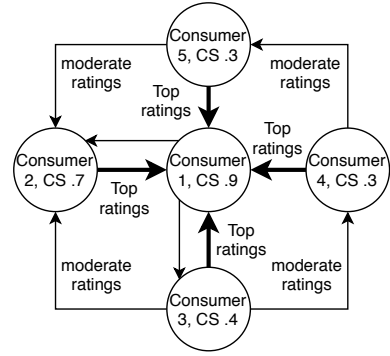 Consumer
5, CS .3
moderate
ratings
moderate
ratings
Top
ratings
Top
ratings
Consumer
2, CS .7
Consumer
1, CS .9
Consumer
4, CS .3
Top
ratings
Top
ratings
moderate
ratings
moderate
ratings
Consumer
3, CS .4